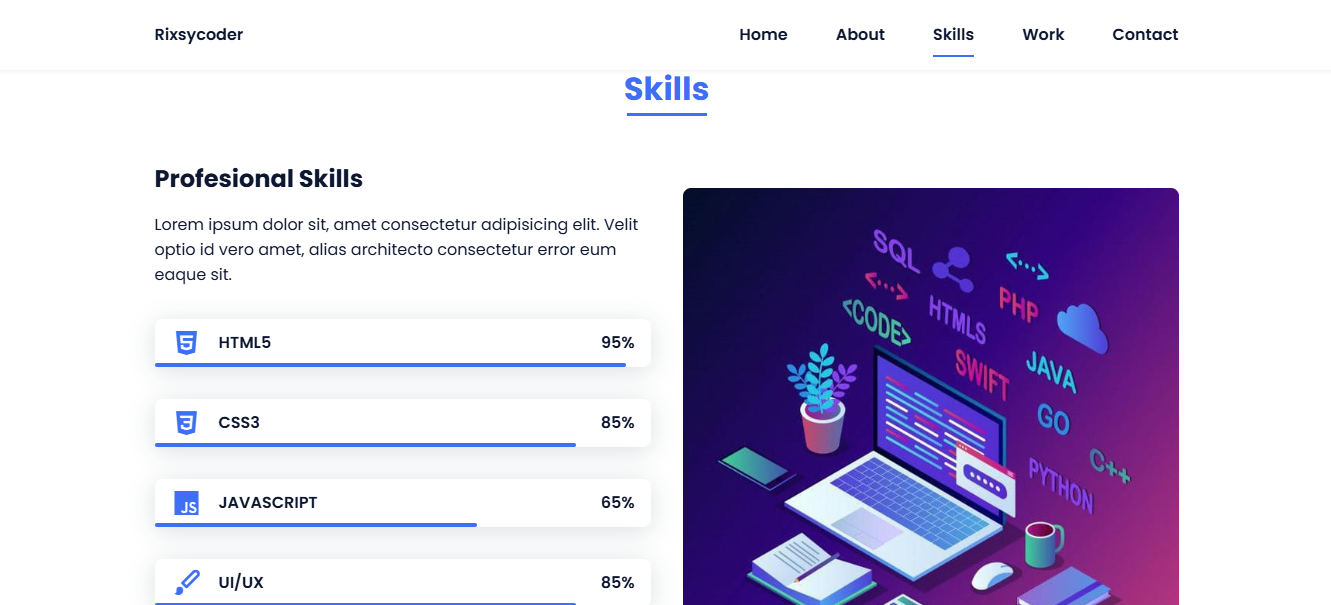 Rixsycoder
Home About Skills Work Contact
Skills
Profesional Skills
Lorem ipsum dolor sit, amet consectetur adipisicing elit. Velit
optio id vero amet, alias architecto consectetur error eum
eaque sit.
HTML5 95%
CSS3 85%
JS JAVASCRIPT 65%
UI/UX 85%
SQL
<...>
<...>
PHP
HTML5
<CODE>
SWIFT
JAVA
GO
C++
PYTHON